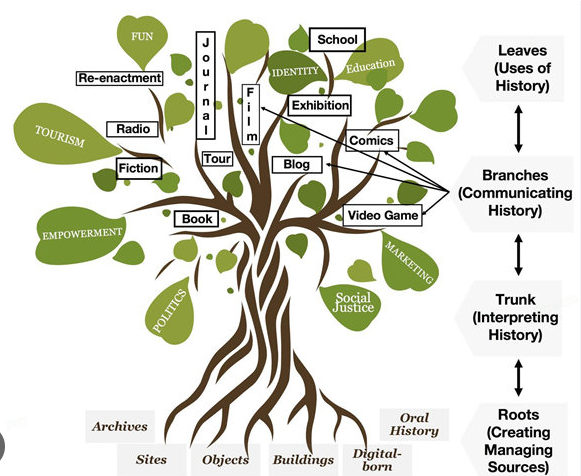 FUN
Journal
School
Leaves
(Uses of
History)
Re-enactment
IDENTITY
Education
Film
Exhibition
TOURISM
Radio
Comics
Fiction
Tour
Blog
Branches
(Communicating
History)
Book
Video Game
EMPOWERMENT
MARKETING
POLITICS
Social
Justice
Trunk
(Interpreting
History)
Archives
Oral
History
Roots
(Creating
Managing
Sources)
Sites
Objects
Buildings
Digital-
born